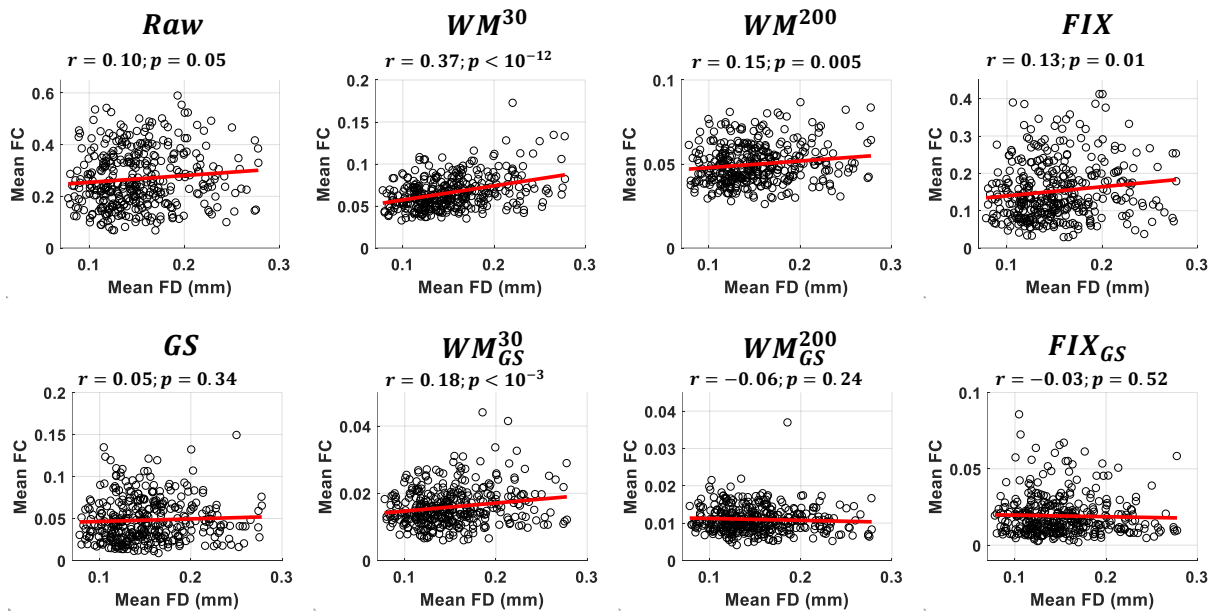 Raw
r = 0.10; p = 0.05
Mean FC
0.6
0.4
0.2
0
0.1
0.2
0.3
Mean FD (mm)
WM^30
r = 0.37; p < 10^-12
Mean FC
0.2
0.15
0.1
0.05
0
0.1
0.2
0.3
Mean FD (mm)
WM^200
r = 0.15; p = 0.005
Mean FC
0.1
0.05
0
0.1
0.2
0.3
Mean FD (mm)
FIX
r = 0.13; p = 0.01
Mean FC
0.4
0.3
0.2
0.1
0
0.1
0.2
0.3
Mean FD (mm)
GS
r = 0.05; p = 0.34
Mean FC
0.2
0.15
0.1
0.05
0
0.1
0.2
0.3
Mean FD (mm)
WM^30_GS
r = 0.18; p < 10^-3
Mean FC
0.04
0.02
0
0.1
0.2
0.3
Mean FD (mm)
WM^200_GS
r = -0.06; p = 0.24
Mean FC
0.04
0.03
0.02
0.01
0
0.1
0.2
0.3
Mean FD (mm)
FIX_GS
r = -0.03; p = 0.52
Mean FC
0.1
0.05
0
0.1
0.2
0.3
Mean FD (mm)